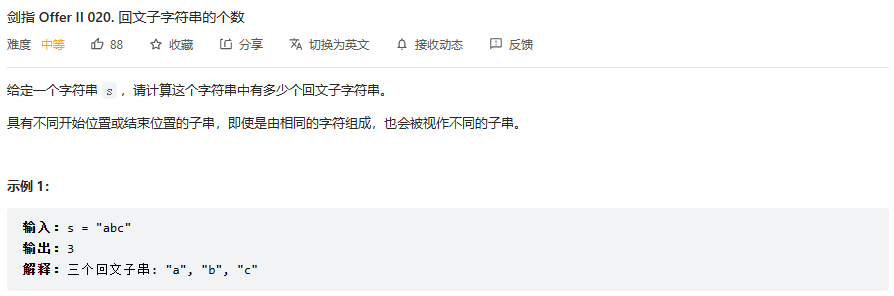 剑指 Offer II 020. 回文子字符串的个数
难度 中等 88 收藏 分享 切换为英文 接收动态 反馈
给定一个字符串 s ，请计算这个字符串中有多少个回文子字符串。
具有不同开始位置或结束位置的子串，即使是由相同的字符组成，也会被视作不同的子串。
示例 1：
输入：s = "abc"
输出：3
解释：三个回文子串: "a", "b", "c"